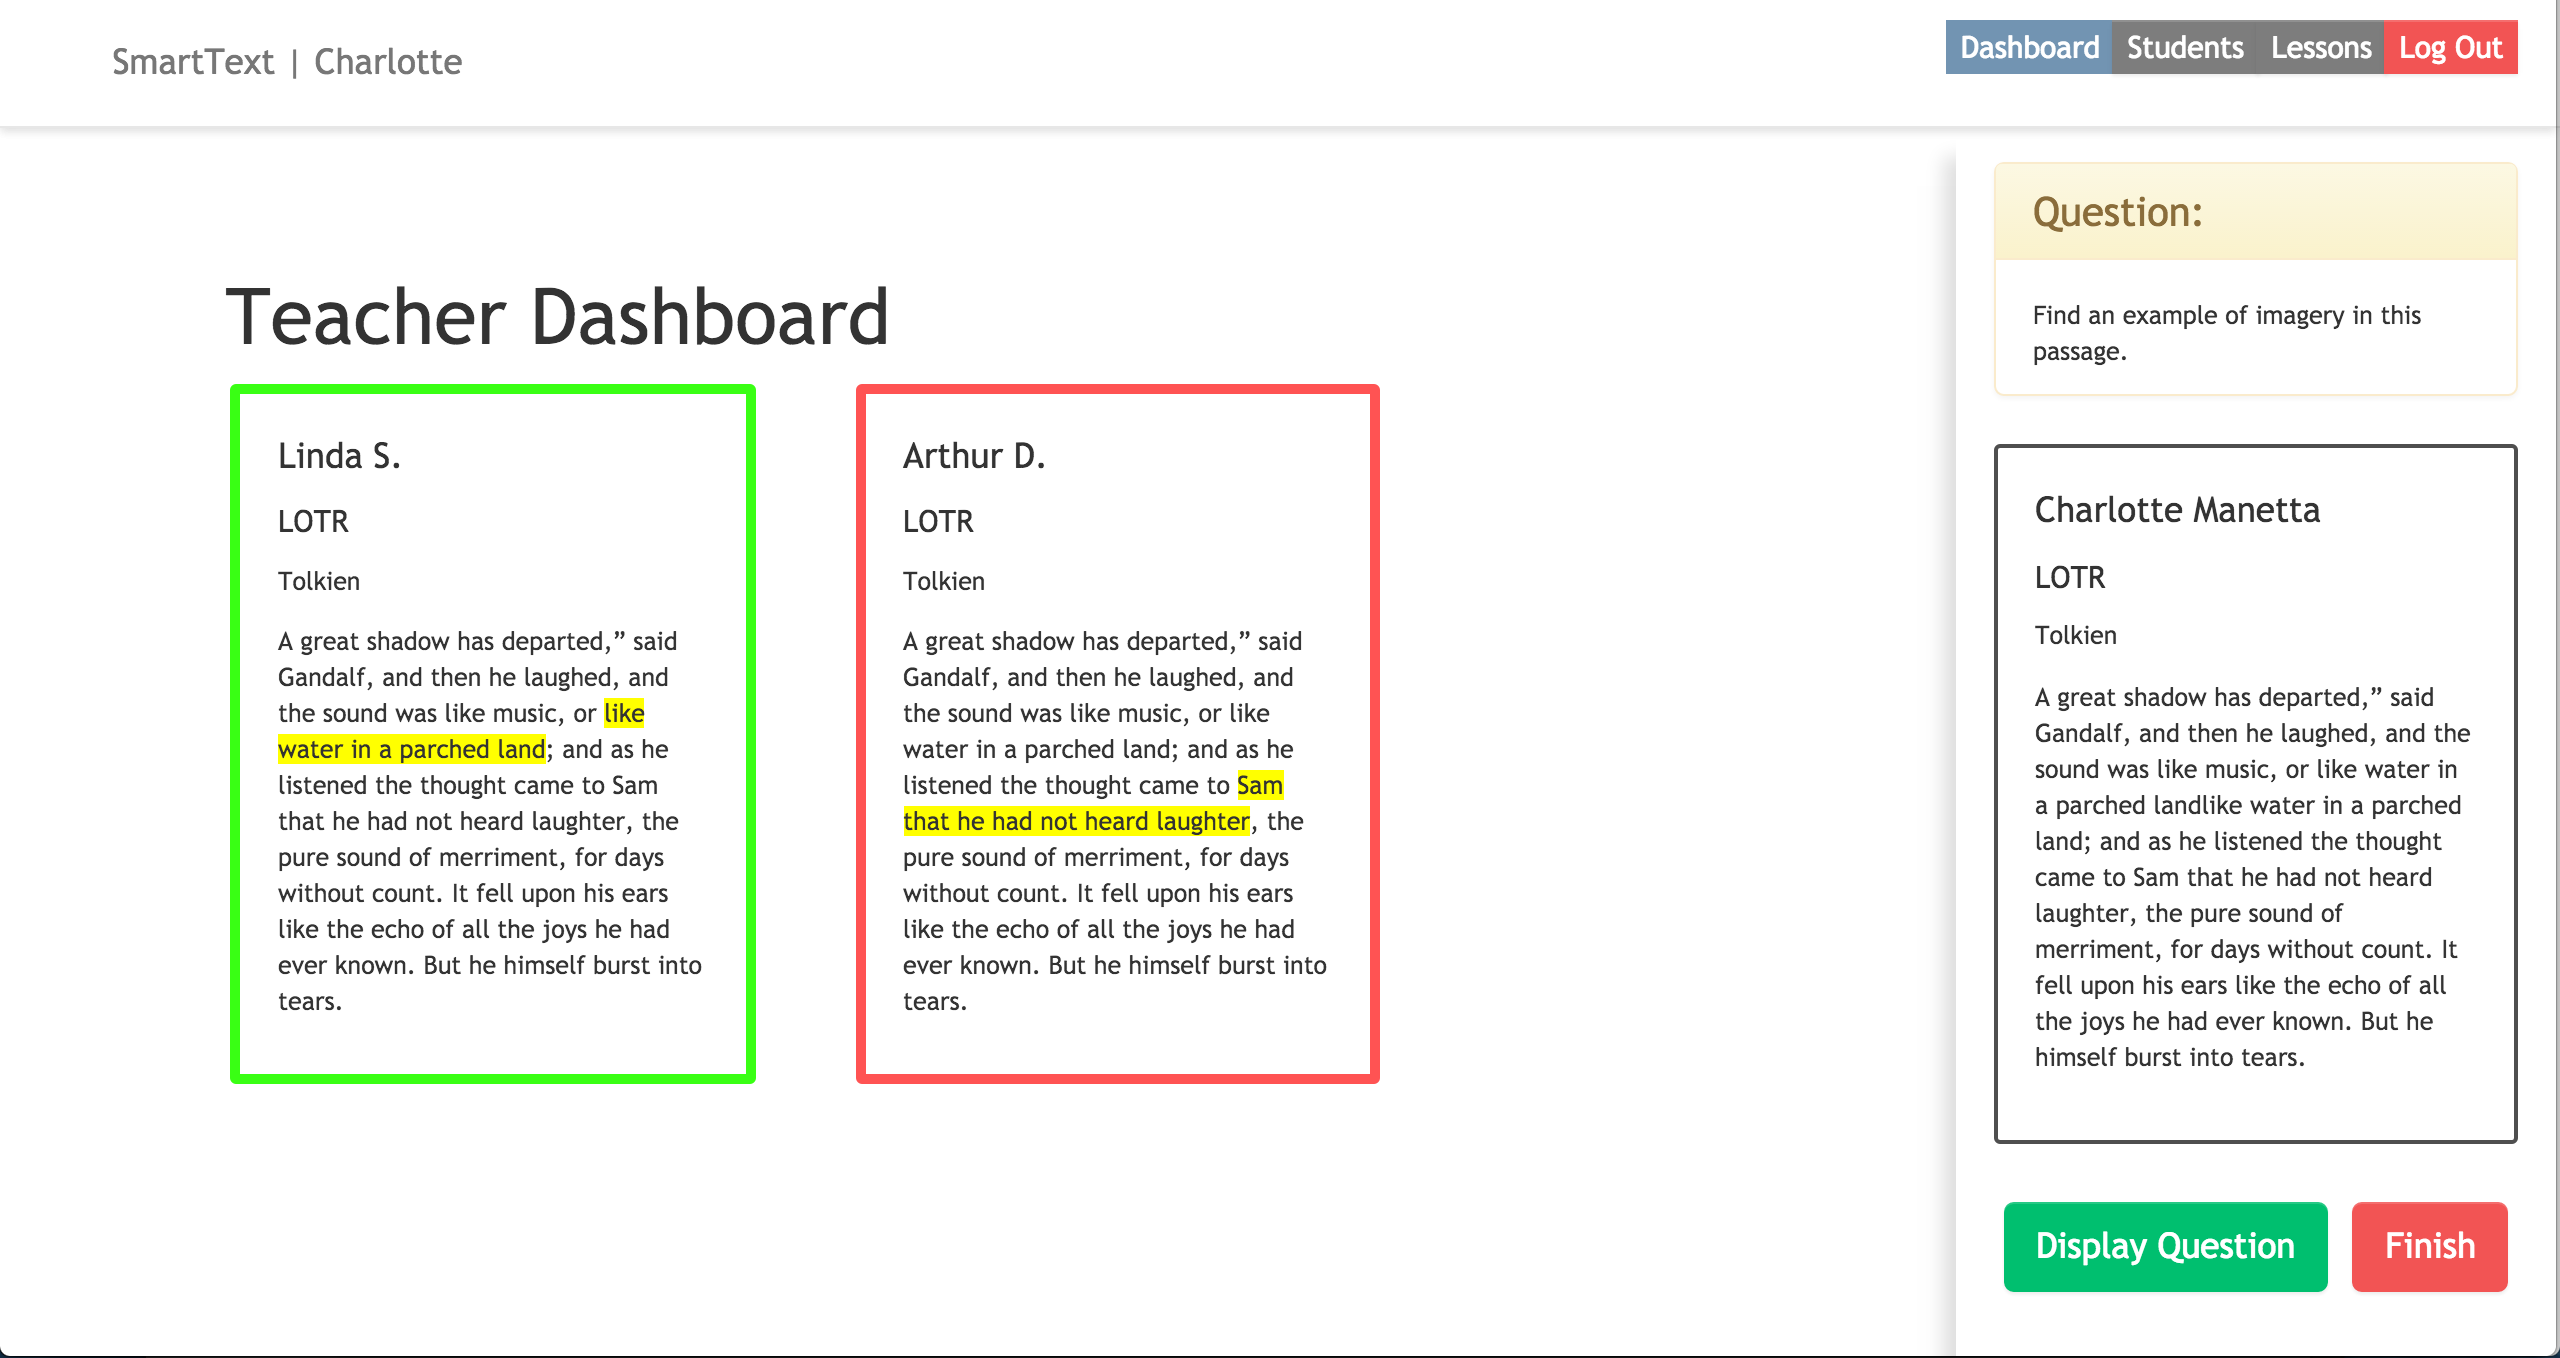 SmartText | Charlotte
Dashboard Students Lessons Log Out
Teacher Dashboard
Linda S.
LOTR
Tolkien
A great shadow has departed,” said
Gandalf, and then he laughed, and
the sound was like music, or like
water in a parched land; and as he
listened the thought came to Sam
that he had not heard laughter, the
pure sound of merriment, for days
without count. It fell upon his ears
like the echo of all the joys he had
ever known. But he himself burst into
tears.
Arthur D.
LOTR
Tolkien
A great shadow has departed,” said
Gandalf, and then he laughed, and
the sound was like music, or like
water in a parched land; and as he
listened the thought came to Sam
that he had not heard laughter, the
pure sound of merriment, for days
without count. It fell upon his ears
like the echo of all the joys he had
ever known. But he himself burst into
tears.
Question:
Find an example of imagery in this
passage.
Charlotte Manetta
LOTR
Tolkien
A great shadow has departed,” said
Gandalf, and then he laughed, and the
sound was like music, or like water in
a parched landlike water in a parched
land; and as he listened the thought
came to Sam that he had not heard
laughter, the pure sound of
merriment, for days without count. It
fell upon his ears like the echo of all
the joys he had ever known. But he
himself burst into tears.
Display Question Finish